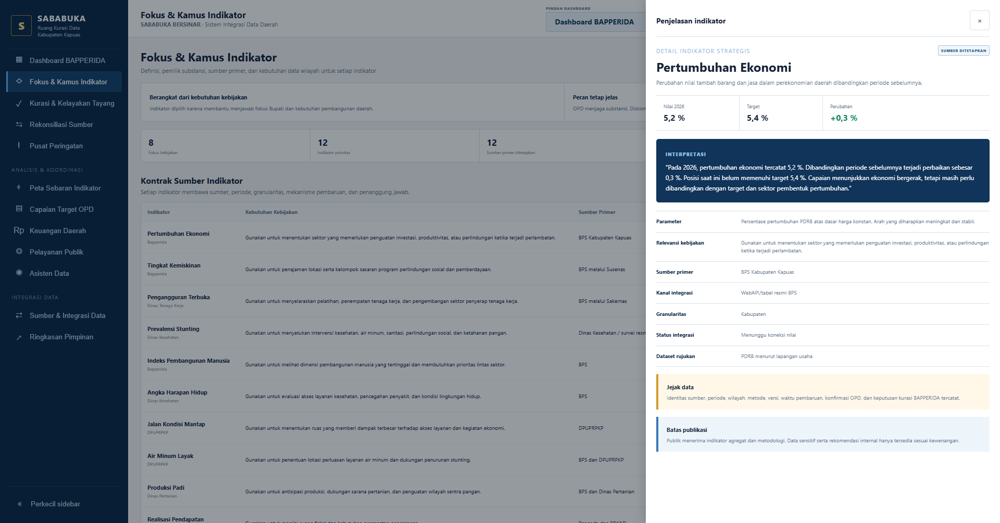 S
SABABUKA
Ruang Kurasi Data
Kabupaten Kapuas
Dashboard BAPPERIDA
Fokus & Kamus Indikator
Kurasi & Kelayakan Tayang
Rekonsiliasi Sumber
! Pusat Peringatan
ANALISIS & KOORDINASI
Peta Sebaran Indikator
Capaian Target OPD
Rp Keuangan Daerah
Pelayanan Publik
Asisten Data
INTEGRASI DATA
Sumber & Integrasi Data
Ringkasan Pimpinan
« Perkecil sidebar
Fokus & Kamus Indikator
SABABUKA BERSINAR · Sistem Integrasi Data Daerah
PINDAH DASHBOARD
Dashboard BAPPERIDA
Fokus & Kamus Indikator
Definisi, pemilik substansi, sumber primer, dan kebutuhan data wilayah untuk setiap indikator
Berangkat dari kebutuhan kebijakan
Indikator dipilih karena membantu menjawab fokus Bupati dan kebutuhan pembangunan daerah.
Peran tetap jelas
OPD menjaga substansi, Diskom
8
Fokus kebijakan
12
Indikator prioritas
12
Sumber primer ditetapkan
Kontrak Sumber Indikator
Setiap indikator membawa sumber, periode, granularitas, mekanisme pembaruan, dan penanggung jawab.
Indikator Kebutuhan Kebijakan Sumber Primer
Pertumbuhan Ekonomi
Bapperida
Gunakan untuk menentukan sektor yang memerlukan penguatan investasi, produktivitas, atau perlindungan ketika terjadi perlambatan.
BPS Kabupaten Kapuas
Tingkat Kemiskinan
Bapperida
Gunakan untuk penajaman lokasi serta kelompok sasaran program perlindungan sosial dan pemberdayaan.
BPS melalui Susenas
Pengangguran Terbuka
Dinas Tenaga Kerja
Gunakan untuk menyelaraskan pelatihan, penempatan tenaga kerja, dan pengembangan sektor penyerap tenaga kerja.
BPS melalui Sakernas
Prevalensi Stunting
Dinas Kesehatan
Gunakan untuk menyatukan intervensi kesehatan, air minum, sanitasi, perlindungan sosial, dan ketahanan pangan.
Dinas Kesehatan / survei resm
Indeks Pembangunan Manusia
Bapperida
Gunakan untuk melihat dimensi pembangunan manusia yang tertinggal dan membutuhkan prioritas lintas sektor.
BPS
Angka Harapan Hidup
Dinas Kesehatan
Gunakan untuk evaluasi akses layanan kesehatan, pencegahan penyakit, dan kondisi lingkungan hidup.
BPS
Jalan Kondisi Mantap
DPUPRPKP
Gunakan untuk menentukan ruas yang memberi dampak terbesar terhadap akses layanan dan kegiatan ekonomi.
DPUPRPKP
Air Minum Layak
DPUPRPKP
Gunakan untuk penentuan lokasi perluasan layanan air minum dan dukungan penurunan stunting.
BPS dan DPUPRPKP
Produksi Padi
Dinas Pertanian
Gunakan untuk antisipasi produksi, dukungan sarana pertanian, dan penguatan wilayah sentra pangan.
BPS dan Dinas Pertanian
Realisasi Pendapatan
Penjelasan indikator
×
DETAIL INDIKATOR STRATEGIS
SUMBER DITETAPKAN
Pertumbuhan Ekonomi
Perubahan nilai tambah barang dan jasa dalam perekonomian daerah dibandingkan periode sebelumnya.
Nilai 2026
5,2 %
Target
5,4 %
Perubahan
+0,3 %
INTERPRETASI
“Pada 2026, pertumbuhan ekonomi tercatat 5,2 %. Dibandingkan periode sebelumnya terjadi perbaikan sebesar
0,3 %. Posisi saat ini belum memenuhi target 5,4 %. Capaian menunjukkan ekonomi bergerak, tetapi masih perlu
dibandingkan dengan target dan sektor pembentuk pertumbuhan.”
Parameter
Persentase pertumbuhan PDRB atas dasar harga konstan. Arah yang diharapkan meningkat dan stabil.
Relevansi kebijakan
Gunakan untuk menentukan sektor yang memerlukan penguatan investasi, produktivitas, atau perlindungan
ketika terjadi perlambatan.
Sumber primer
BPS Kabupaten Kapuas
Kanal integrasi
WebAPI/tabel resmi BPS
Granularitas
Kabupaten
Status integrasi
Menunggu koneksi nilai
Dataset rujukan
PDRB menurut lapangan usaha
Jejak data
Identitas sumber, periode, wilayah, metode, versi, waktu pembaruan, konfirmasi OPD, dan keputusan kurasi BAPPERIDA tercatat.
Batas publikasi
Publik menerima indikator agregat dan metodologi. Data sensitif serta rekomendasi internal hanya tersedia sesuai kewenangan.